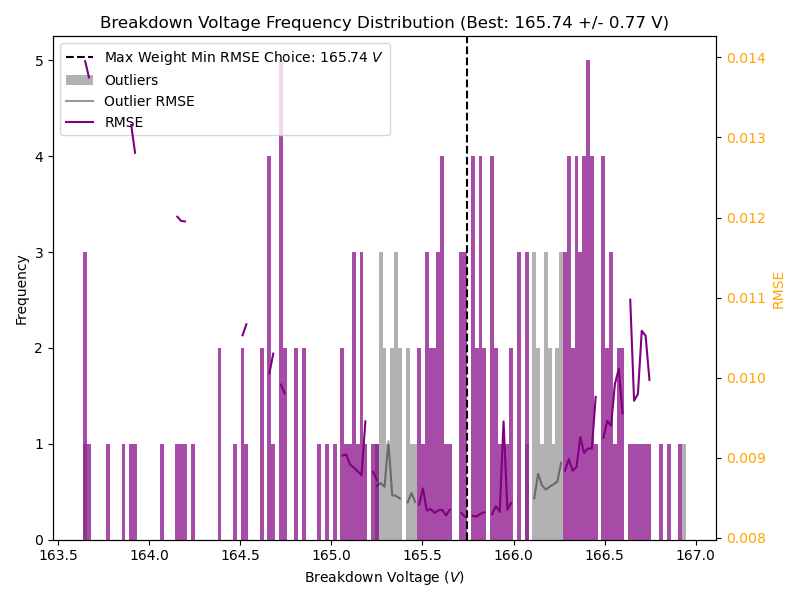 Breakdown Voltage Frequency Distribution (Best: 165.74 +/- 0.77 V)
Max Weight Min RMSE Choice: 165.74 V
Outliers
Outlier RMSE
RMSE
Frequency
5
4
3
2
1
0
0.014
0.013
0.012
0.011
0.010
0.009
0.008
RMSE
163.5 164.0 164.5 165.0 165.5 166.0 166.5 167.0
Breakdown Voltage (V)